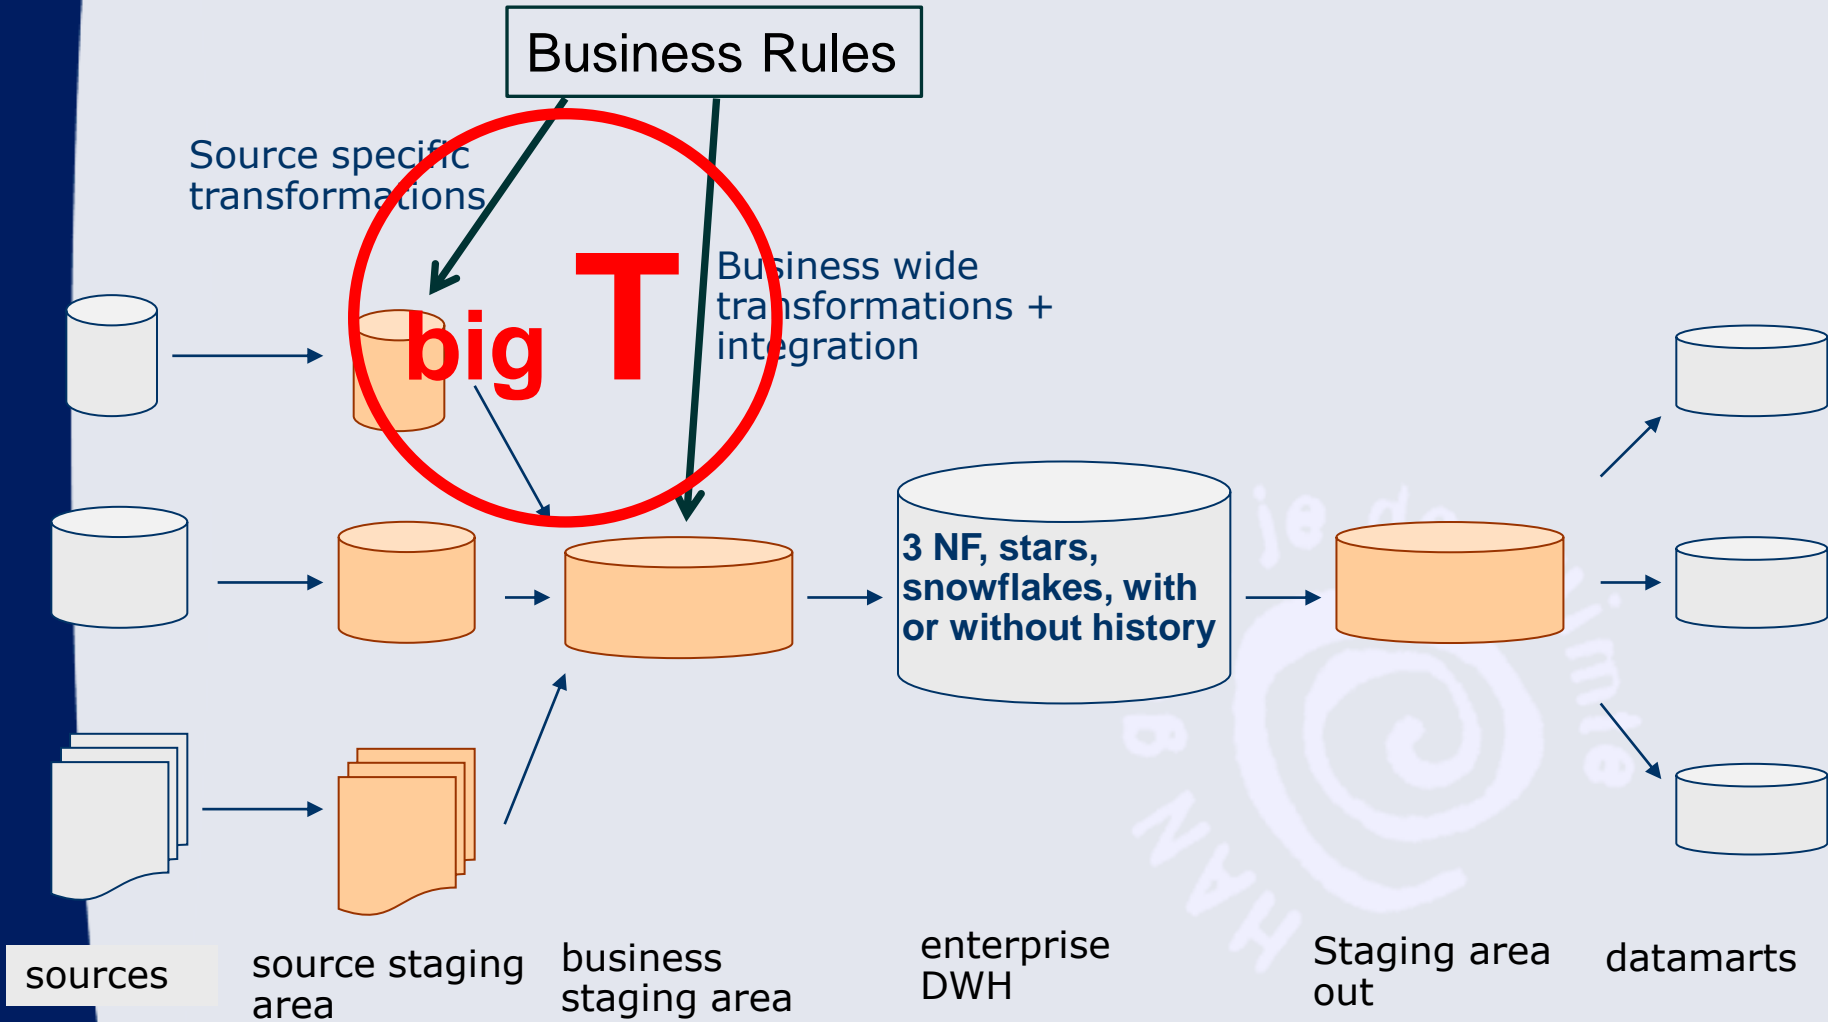 Business Rules
Source specific
transformations
big T
Business wide
transformations +
integration
3 NF, stars,
snowflakes, with
or without history
sources
source staging
area
business
staging area
enterprise
DWH
Staging area
out
datamarts
HAN